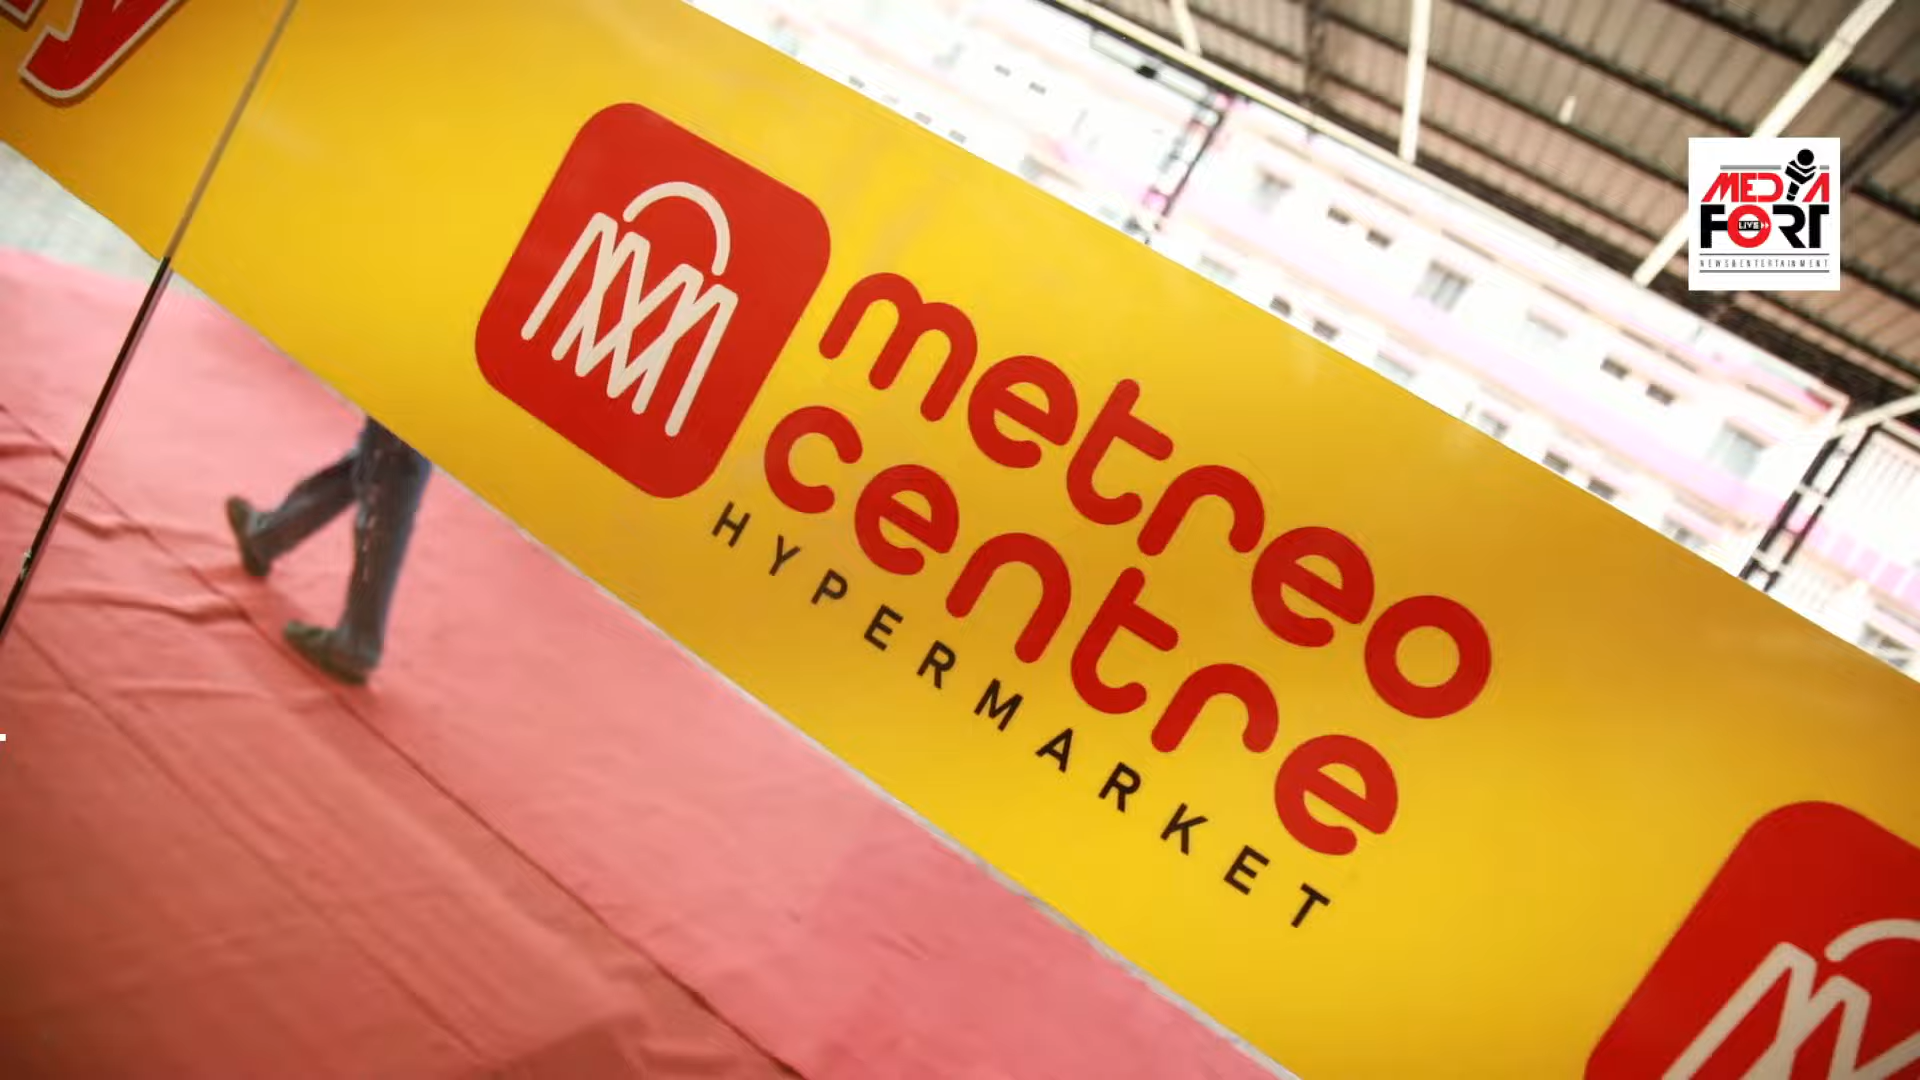 y
metreo
centre
HYPERMARKET
MEDIA
FORT
LIVE
NEWS&ENTERTAINMENT